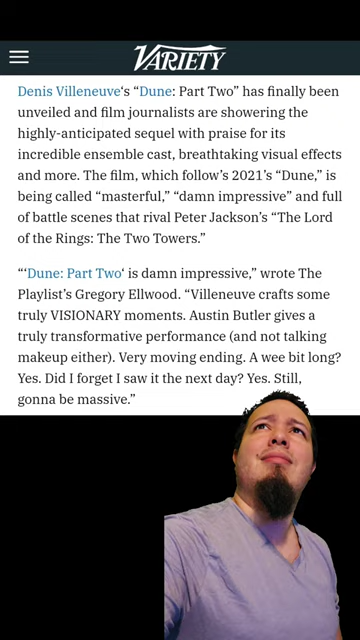 VARIETY
Denis Villeneuve‘s “Dune: Part Two” has finally been
unveiled and film journalists are showering the
highly-anticipated sequel with praise for its
incredible ensemble cast, breathtaking visual effects
and more. The film, which follow’s 2021’s “Dune,” is
being called “masterful,” “damn impressive” and full
of battle scenes that rival Peter Jackson’s “The Lord
of the Rings: The Two Towers.”
“‘Dune: Part Two‘ is damn impressive,” wrote The
Playlist’s Gregory Ellwood. “Villeneuve crafts some
truly VISIONARY moments. Austin Butler gives a
truly transformative performance (and not talking
makeup either). Very moving ending. A wee bit long?
Yes. Did I forget I saw it the next day? Yes. Still,
gonna be massive.”